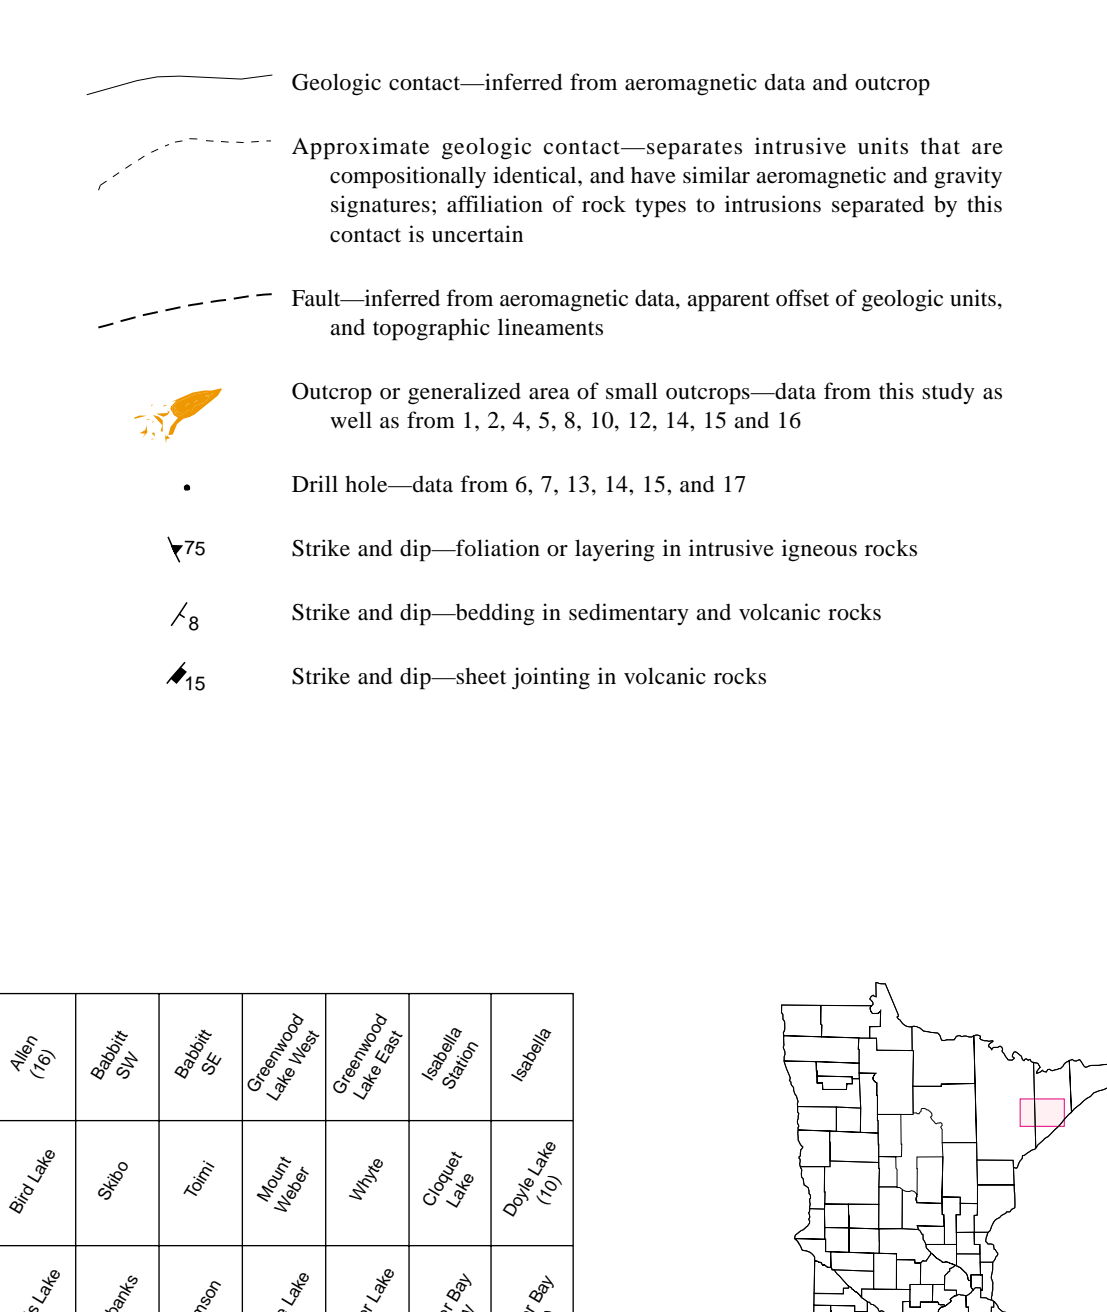 Geologic contact—inferred from aeromagnetic data and outcrop
Approximate geologic contact—separates intrusive units that are
compositionally identical, and have similar aeromagnetic and gravity
signatures; affiliation of rock types to intrusions separated by this
contact is uncertain
Fault—inferred from aeromagnetic data, apparent offset of geologic units,
and topographic lineaments
Outcrop or generalized area of small outcrops—data from this study as
well as from 1, 2, 4, 5, 8, 10, 12, 14, 15 and 16
Drill hole—data from 6, 7, 13, 14, 15, and 17
75
Strike and dip—foliation or layering in intrusive igneous rocks
8
Strike and dip—bedding in sedimentary and volcanic rocks
15
Strike and dip—sheet jointing in volcanic rocks
Allen
(16)
Babbitt
SW
Babbitt
SE
Greenwood
Lake West
Greenwood
Lake East
Isabella
Station
Isabella
Bird Lake
Skibo
Toimi
Mount
Weber
Whyte
Cloquet
Lake
Doyle Lake
(10)
Lake
Lake
Lake
Bay
Bay